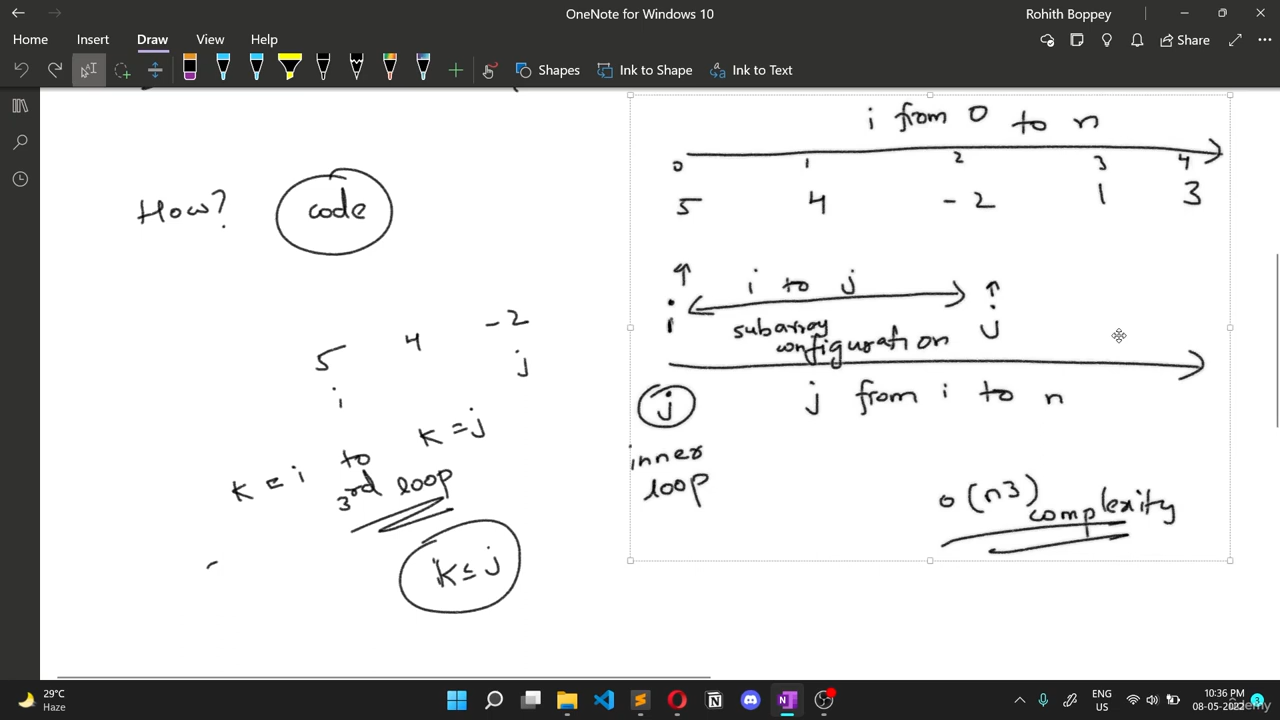 OneNote for Windows 10
Rohith Boppey
Home Insert Draw View Help
Share
Shapes
Ink to Shape
Ink to Text
i from 0 to n
0 1 2 3 4
5 4 -2 1 3
How? code
i to j
i j
subarray
configuration
j from i to n
j
inner
loop
o(n3)
complexity
5 4 -2
i j
k = i to k = j
3rd loop
k ≤ j
29°C
Haze
ENG
US
10:36 PM
08-05-2022
3
Udemy